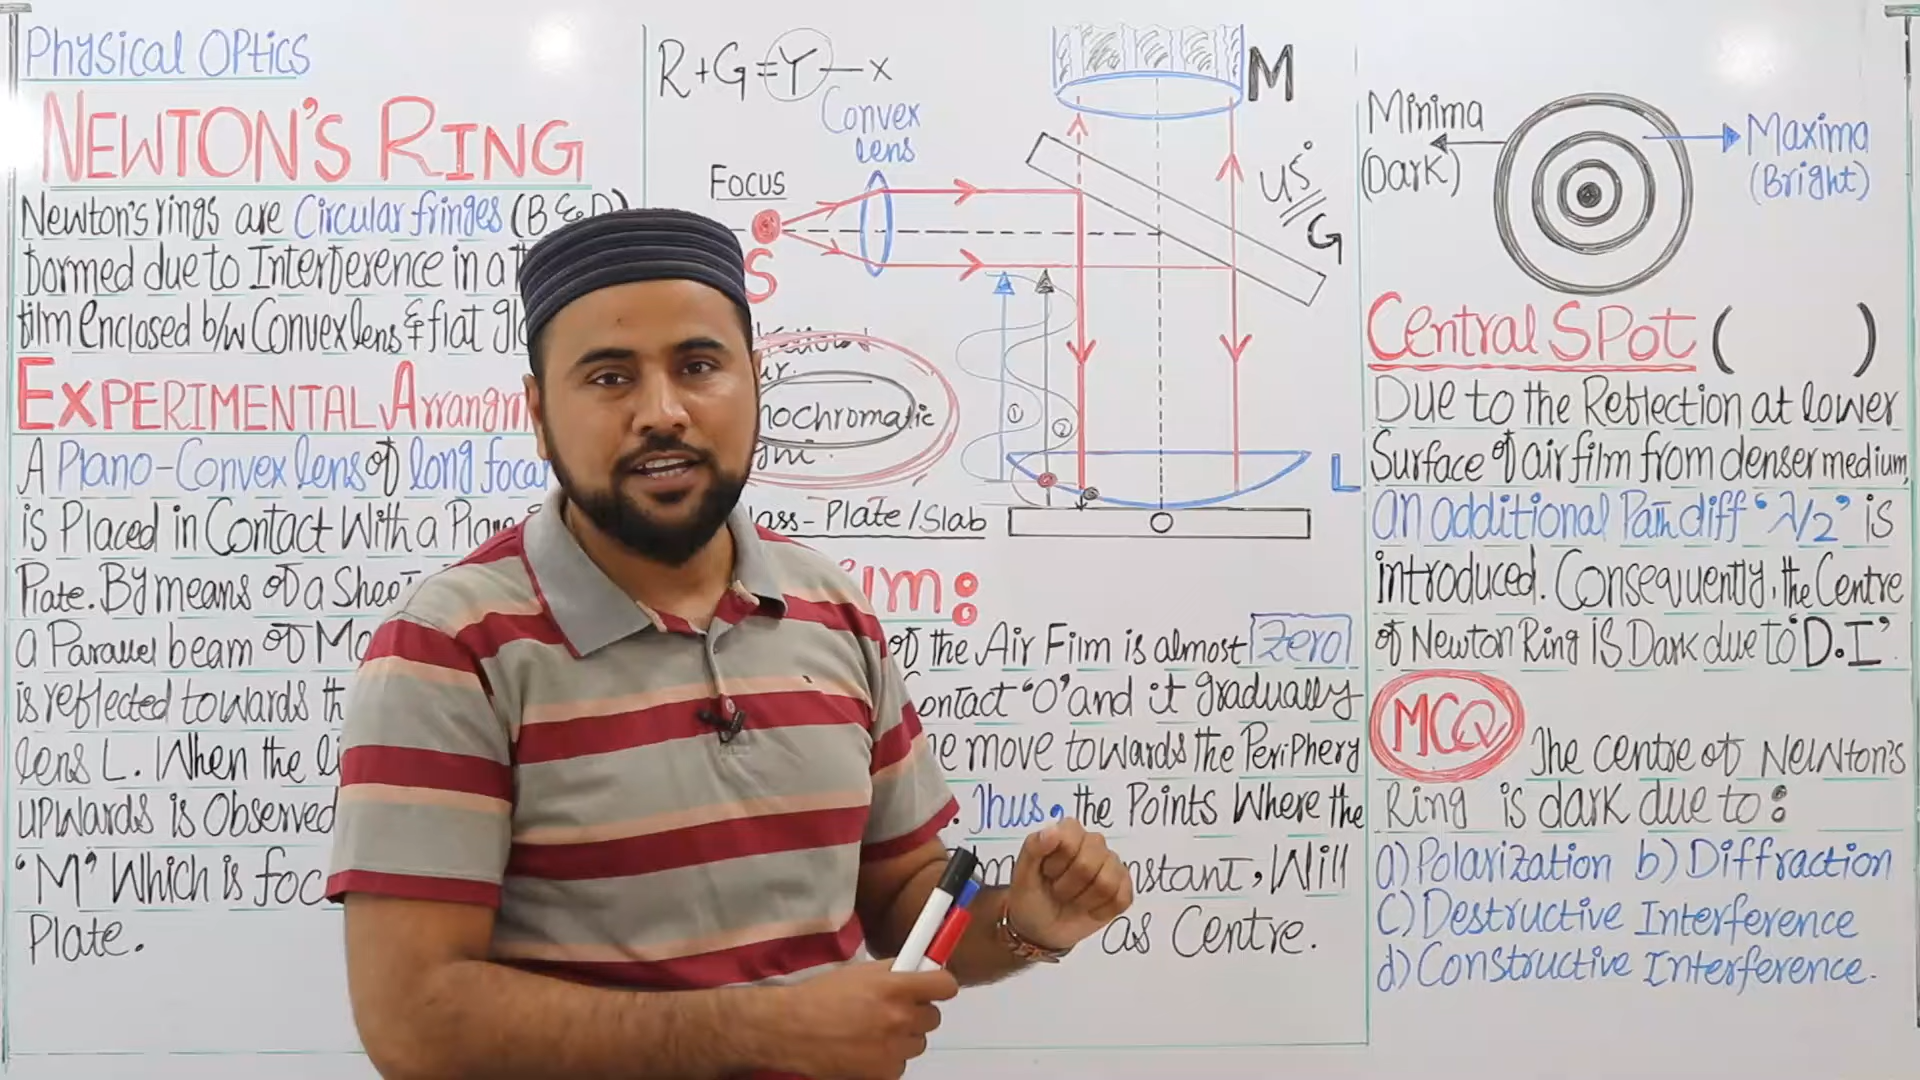 Physical Optics
NEWTON'S RING
Newton's rings are Circular fringes (B & D)
formed due to Interference in a
film enclosed b/w Convex lens & flat
EXPERIMENTAL Arrangm
A Plano-Convex lens of long focal
is Placed in Contact With a Plane
Plate. By means of a Sheet
a Parallel beam of Mo
is reflected towards th
lens L. When the li
upwards is Observed
'M' Which is foc
Plate.
R+G=Y—x
Convex
lens
Focus
S
M
45°
G
nochromatic
①
②
L
lass-Plate/Slab
O
um:
of the Air Film is almost Zero
ontact 'O' and it gradually
e move towards the Periphery
. Thus, the Points Where the
nstant, Will
as Centre.
Minima
(Dark)
Maxima
(Bright)
Central SPot ( )
Due to the Reflection at lower
Surface of air film from denser medium,
an additional Path diff 'λ/2' is
introduced. Consequently, the Centre
of Newton Ring is Dark due to 'D.I'.
MCQ The centre of Newton's
Ring is dark due to:
a) Polarization b) Diffraction
c) Destructive Interference
d) Constructive Interference.